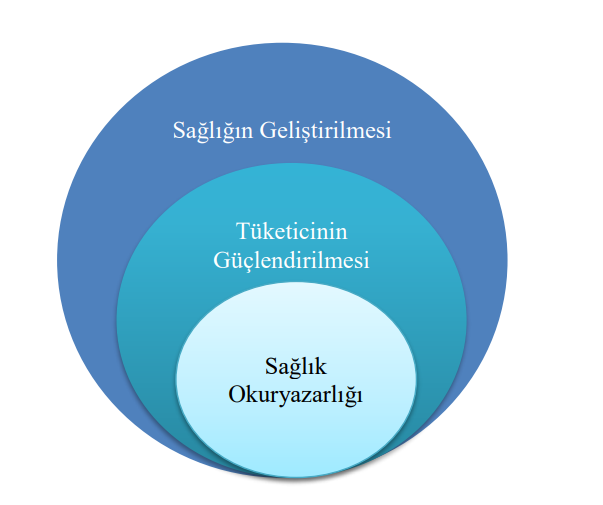 Sağlığın Geliştirilmesi
Tüketicinin
Güçlendirilmesi
Sağlık
Okuryazarlığı